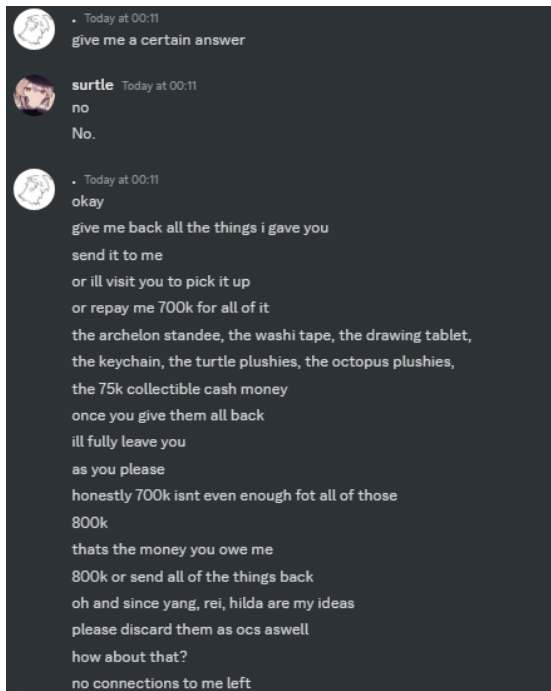 . Today at 00:11
give me a certain answer
surtle Today at 00:11
no
No.
. Today at 00:11
okay
give me back all the things i gave you
send it to me
or ill visit you to pick it up
or repay me 700k for all of it
the archelon standee, the washi tape, the drawing tablet,
the keychain, the turtle plushies, the octopus plushies,
the 75k collectible cash money
once you give them all back
ill fully leave you
as you please
honestly 700k isnt even enough fot all of those
800k
thats the money you owe me
800k or send all of the things back
oh and since yang, rei, hilda are my ideas
please discard them as ocs aswell
how about that?
no connections to me left